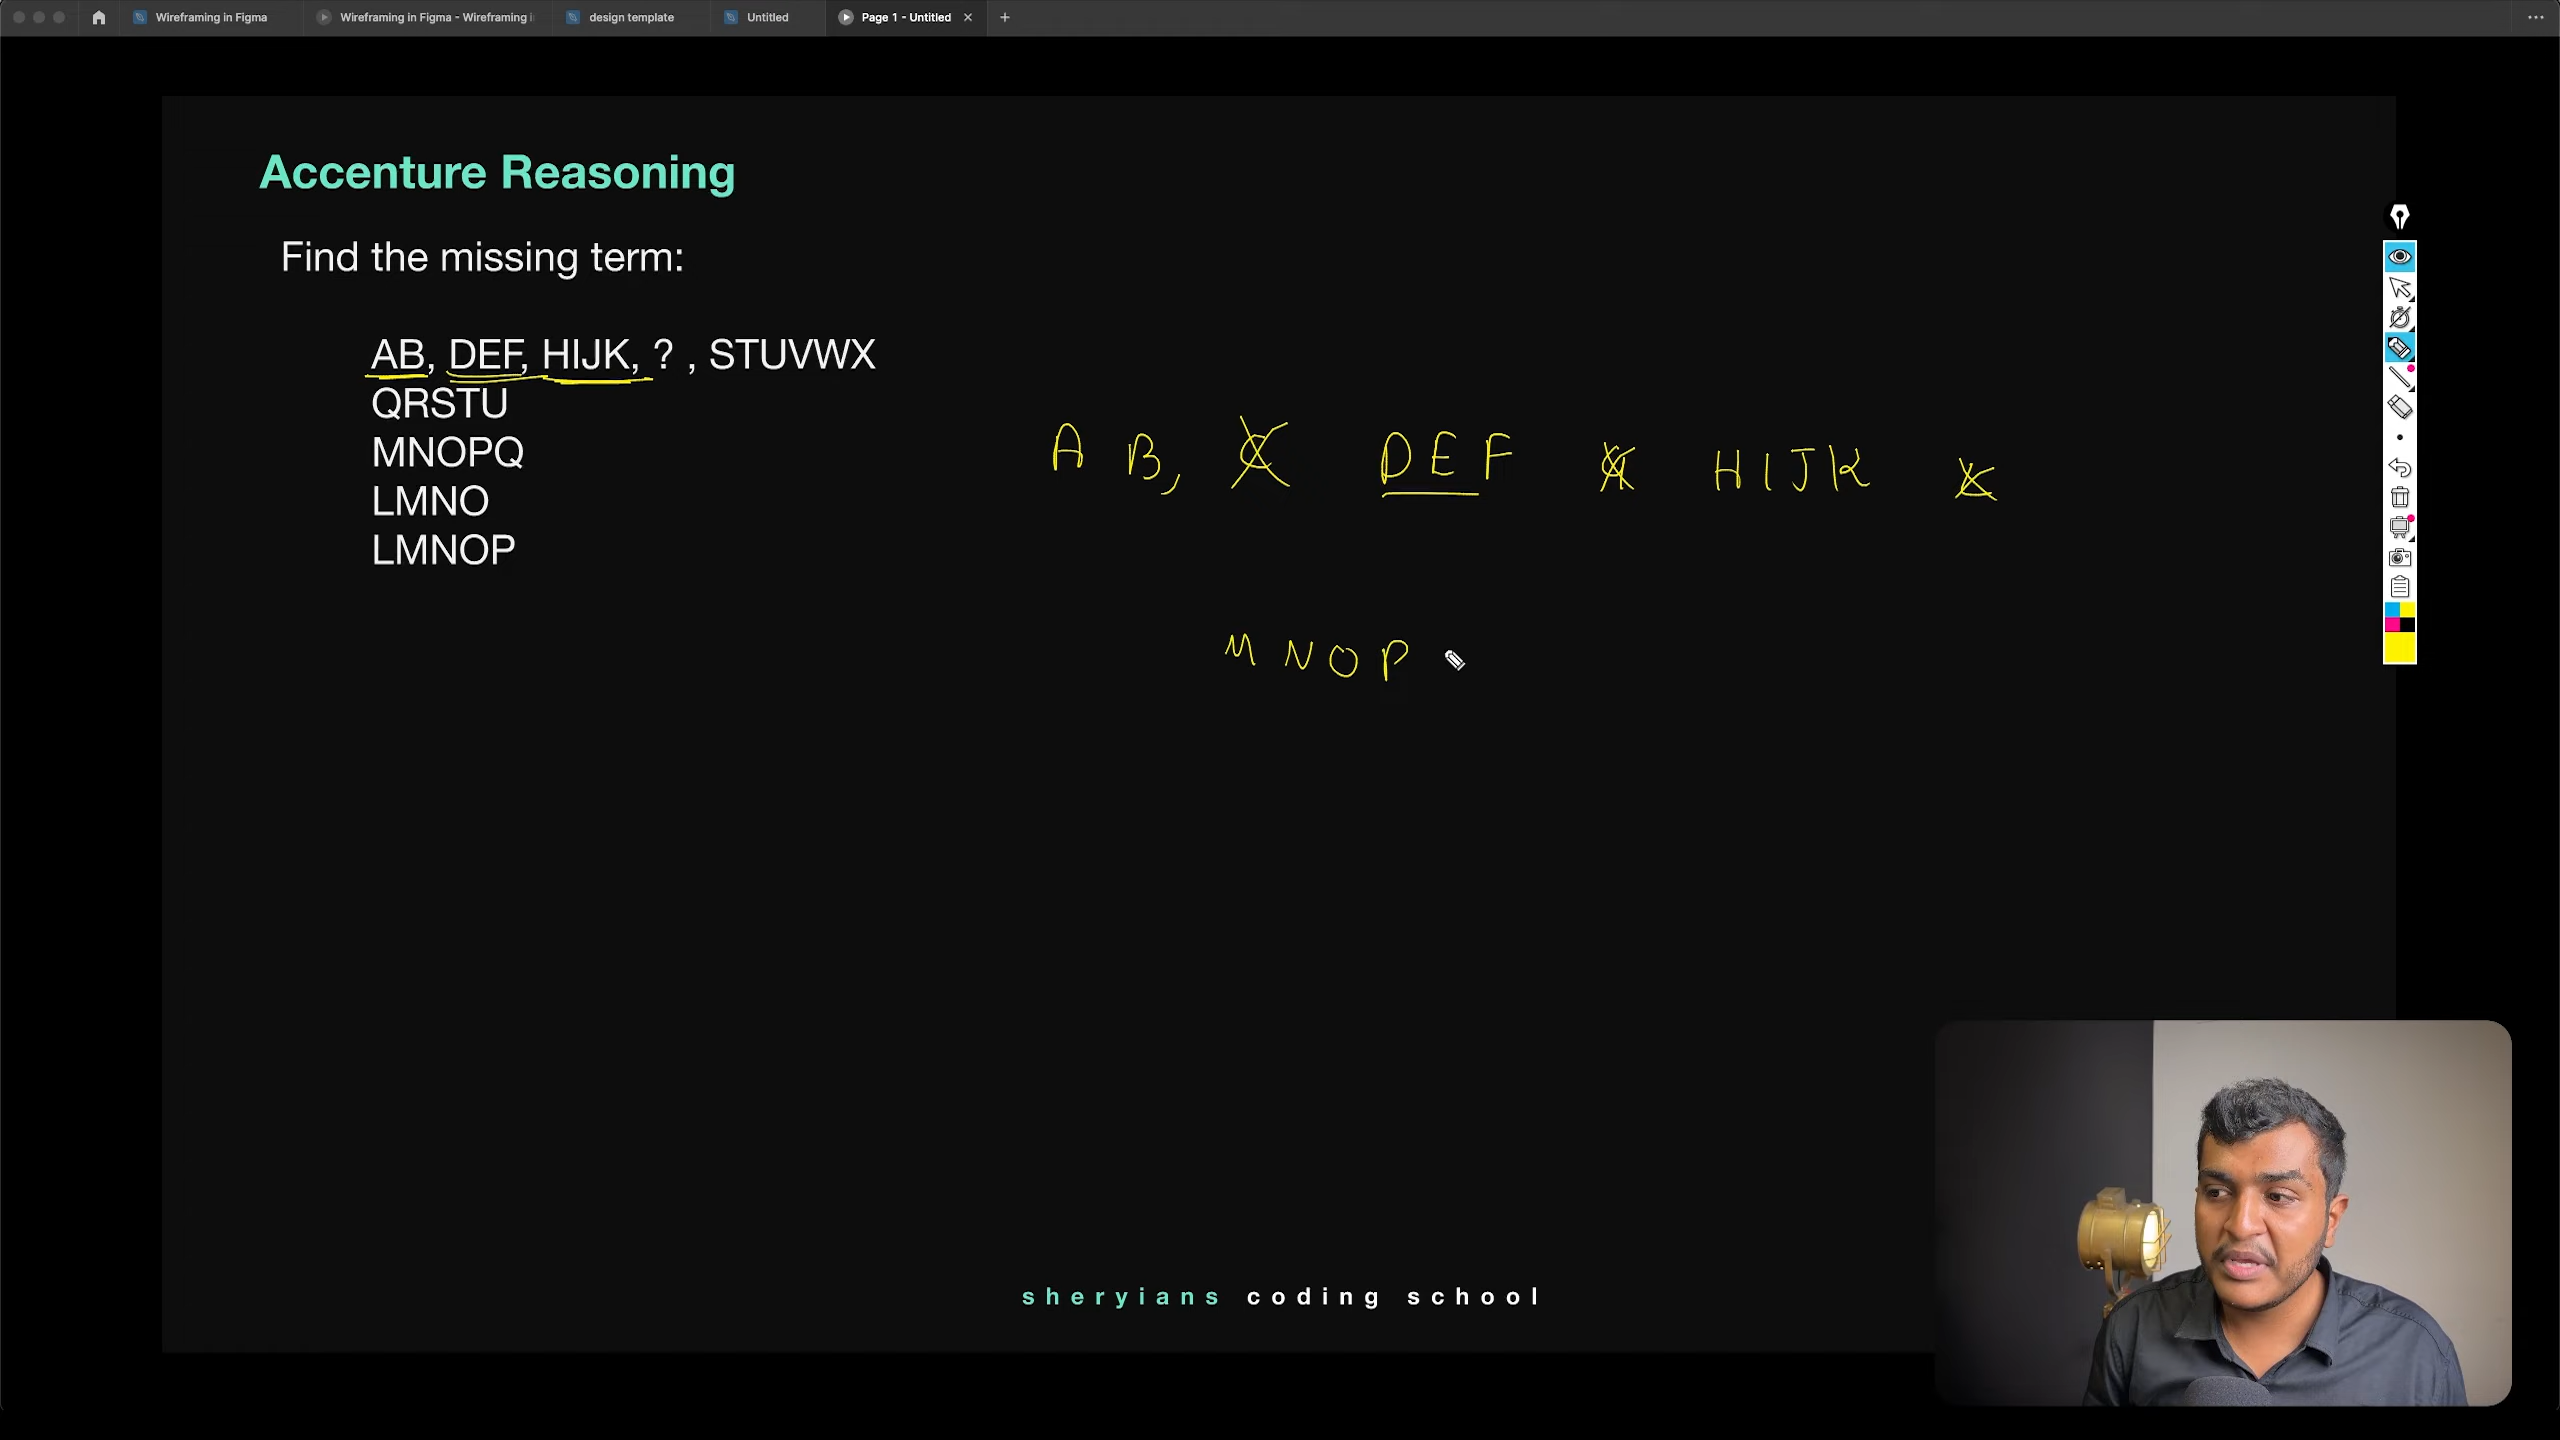 Wireframing in Figma
Wireframing in Figma - Wireframing i
design template
Untitled
Page 1 - Untitled
Accenture Reasoning
Find the missing term:
AB, DEF, HIJK, ? , STUVWX
QRSTU
MNOPQ
LMNO
LMNOP
A B, C DEF G HIJK
M N O P
sheryians coding school